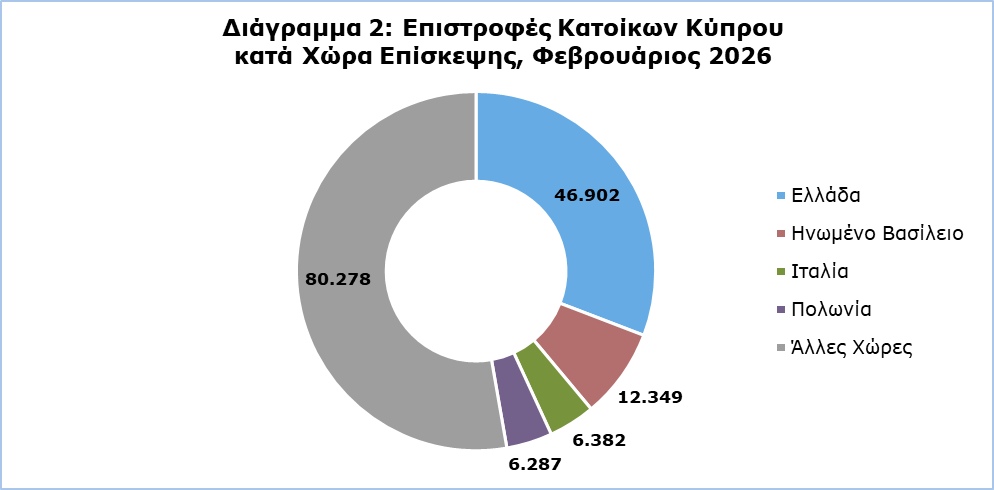 Διάγραμμα 2: Επιστροφές Κατοίκων Κύπρου
κατά Χώρα Επίσκεψης, Φεβρουάριος 2026
46.902
12.349
6.382
6.287
80.278
Ελλάδα
Ηνωμένο Βασίλειο
Ιταλία
Πολωνία
Άλλες Χώρες